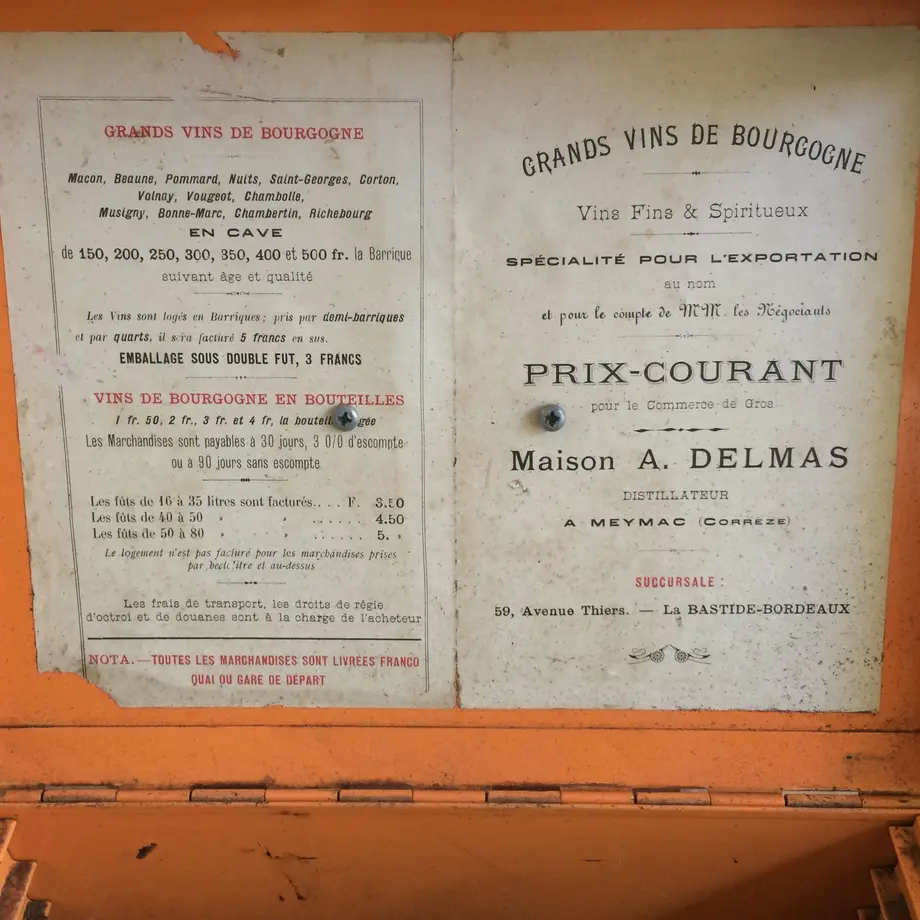 GRANDS VINS DE BOURGOGNE
Macon, Beaune, Pommard, Nuits, Saint-Georges, Corton,
Volnay, Vougeot, Chambolle,
Musigny, Bonne-Marc, Chambertin, Richebourg
EN CAVE
de 150, 200, 250, 300, 350, 400 et 500 fr. la Barrique
suivant âge et qualité
Les Vins sont logés en Barriques; pris par demi-barriques
et par quarts, il sera facturé 5 francs en sus.
EMBALLAGE SOUS DOUBLE FUT, 3 FRANCS
VINS DE BOURGOGNE EN BOUTEILLES
1 fr. 50, 2 fr., 3 fr. et 4 fr, la
Les Marchandises sont payables à 30 jours, 3 0/0 d'escompte
ou à 90 jours sans escompte
Les fûts de 16 à 35 litres sont facturés.... F. 3.50
Les fûts de 40 à 50 » » ...... 4.50
Les fûts de 50 à 80 » » ...... 5. »
Le logement n'est pas facturé pour les marchandises prises
par hectolitre et au-dessus
Les frais de transport, les droits de régie
d'octroi et de douanes sont à la charge de l'acheteur
NOTA.—TOUTES LES MARCHANDISES SONT LIVRÉES FRANCO
QUAI OU GARE DE DÉPART
GRANDS VINS DE BOURGOGNE
Vins Fins & Spiritueux
SPÉCIALITÉ POUR L'EXPORTATION
au nom
et pour le compte de MM. les Négociants
PRIX-COURANT
pour le Commerce de Gros
Maison A. DELMAS
DISTILLATEUR
A MEYMAC (CORRÈZE)
SUCCURSALE :
59, Avenue Thiers. — La BASTIDE-BORDEAUX